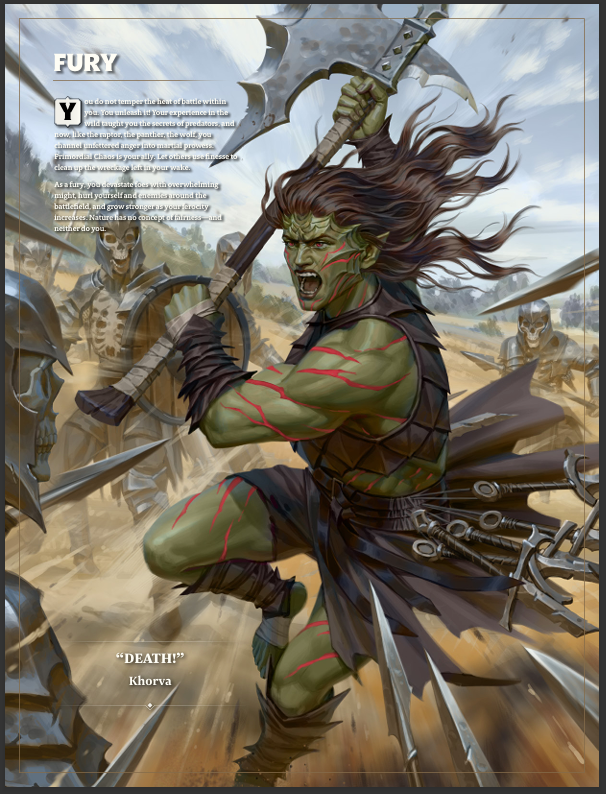 FURY
You do not temper the heat of battle within
you. You unleash it! Your experience in the
wild taught you the secrets of predators, and
now, like the raptor, the panther, the wolf, you
channel unfettered anger into martial prowess.
Primordial Chaos is your ally. Let others use finesse to
clean up the wreckage left in your wake.
As a fury, you devastate foes with overwhelming
might, hurl yourself and enemies around the
battlefield, and grow stronger as your ferocity
increases. Nature has no concept of fairness—and
neither do you.
“DEATH!”
Khorva